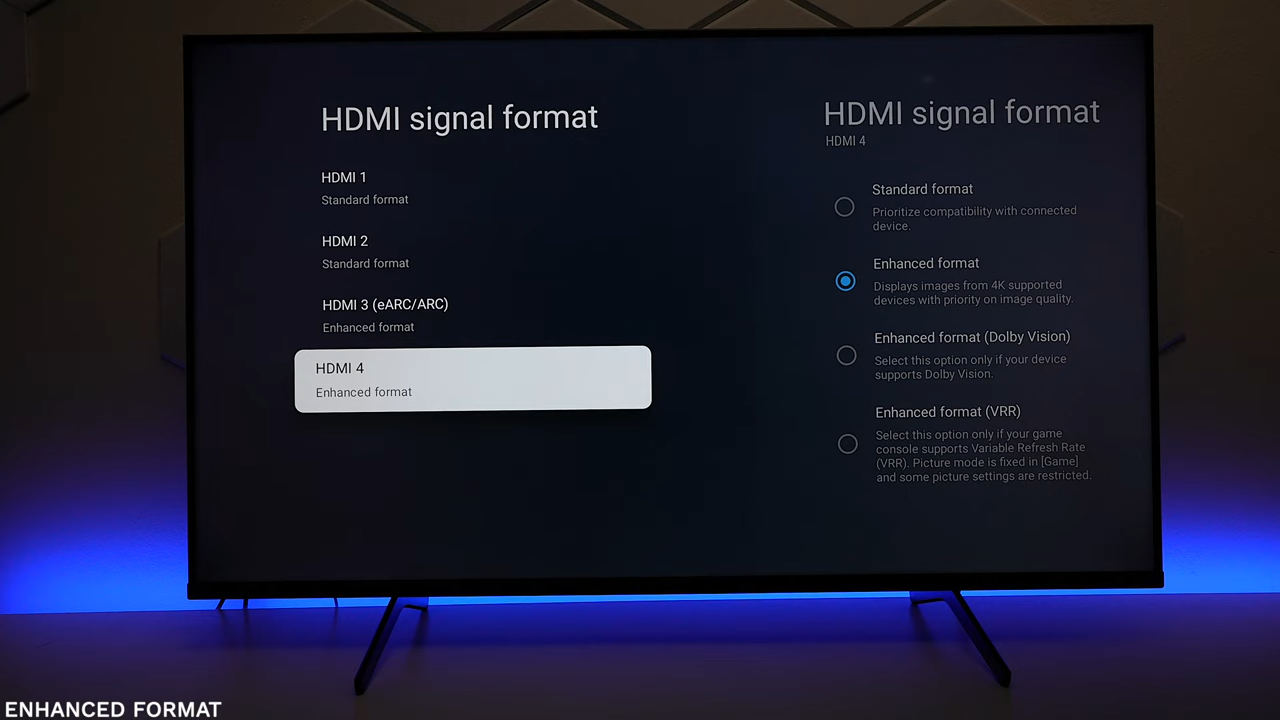 HDMI signal format
HDMI 1
Standard format
HDMI 2
Standard format
HDMI 3 (eARC/ARC)
Enhanced format
HDMI 4
Enhanced format
HDMI signal format
HDMI 4
Standard format
Prioritize compatibility with connected
device.
Enhanced format
Displays images from 4K supported
devices with priority on image quality.
Enhanced format (Dolby Vision)
Select this option only if your device
supports Dolby Vision.
Enhanced format (VRR)
Select this option only if your game
console supports Variable Refresh Rate
(VRR). Picture mode is fixed in [Game]
and some picture settings are restricted.
ENHANCED FORMAT